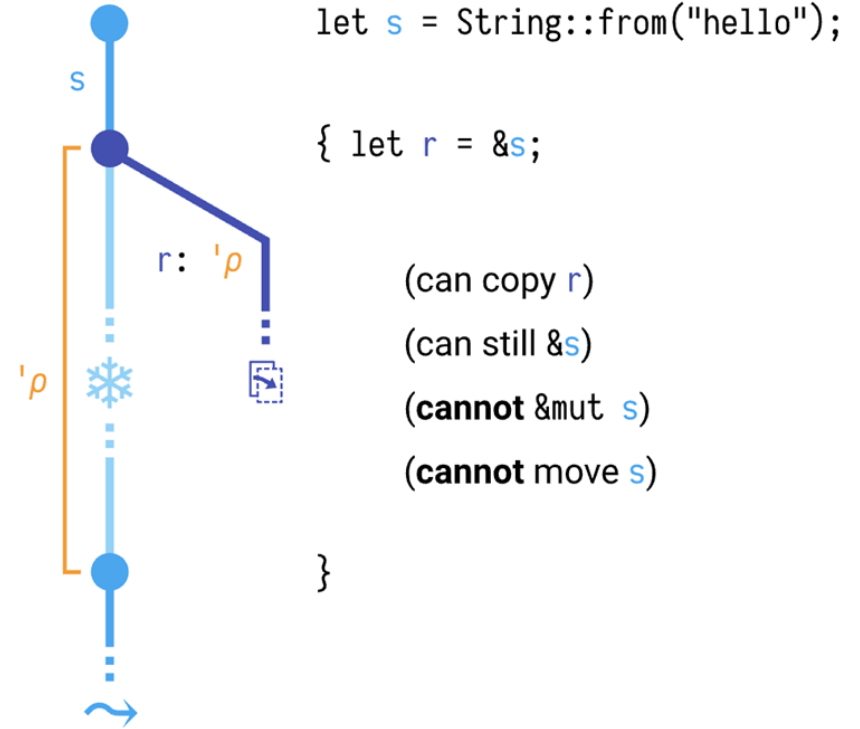 let s = String::from("hello");
s
{ let r = &s;
r: 'ρ
(can copy r)
(can still &s)
'ρ
(cannot &mut s)
(cannot move s)
}